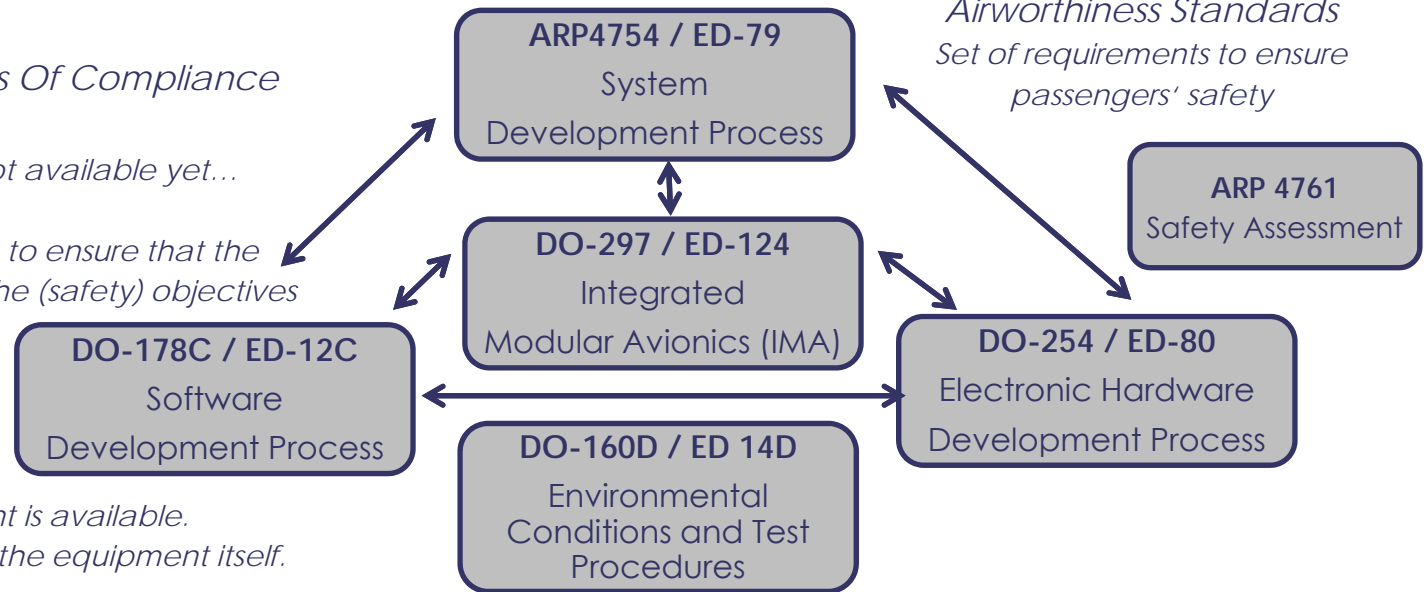 Airworthiness Standards
Set of requirements to ensure
passengers' safety
s Of Compliance
ot available yet…
to ensure that the
he (safety) objectives
ARP4754 / ED-79
System
Development Process
ARP 4761
Safety Assessment
DO-297 / ED-124
Integrated
Modular Avionics (IMA)
DO-178C / ED-12C
Software
Development Process
DO-254 / ED-80
Electronic Hardware
Development Process
DO-160D / ED 14D
Environmental
Conditions and Test
Procedures
nt is available.
the equipment itself.